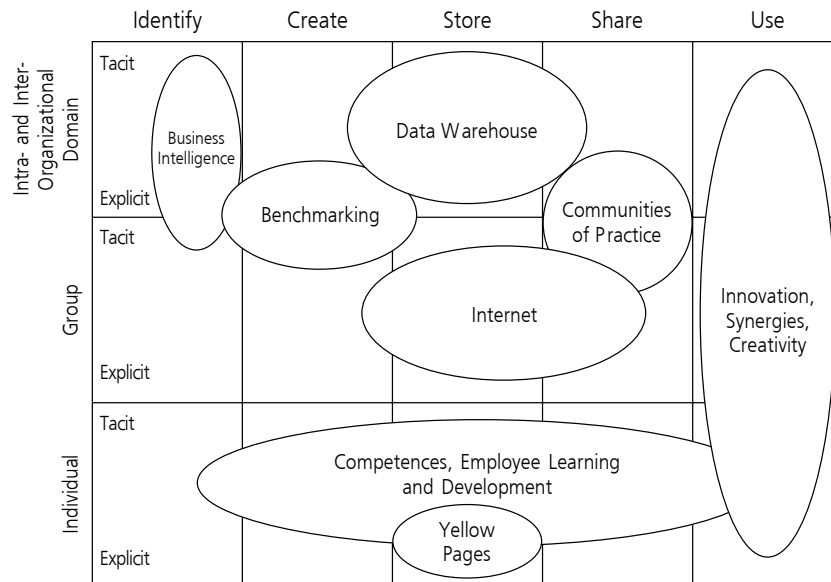 Identify
Create
Store
Share
Use
Intra- and Inter-
Organizational
Domain
Tacit
Business
Intelligence
Data Warehouse
Explicit
Benchmarking
Communities
of Practice
Group
Tacit
Internet
Innovation,
Synergies,
Creativity
Explicit
Individual
Tacit
Competences, Employee Learning
and Development
Yellow
Pages
Explicit